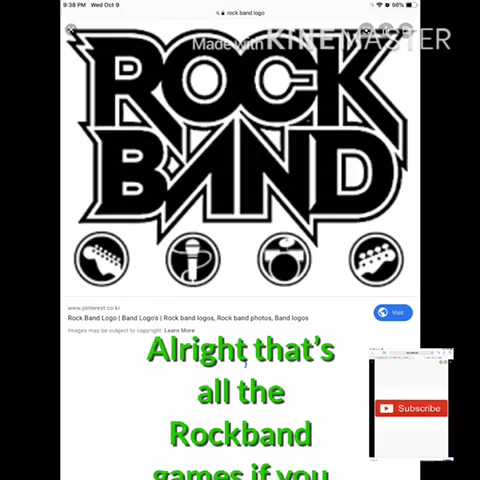 9:38 PM Wed Oct 9
56%
rock band logo
Made with KINEMASTER
ROCK
BAND
www.pinterest.co.kr
Rock Band Logo | Band Logo's | Rock band logos, Rock band photos, Band logos
Visit
Images may be subject to copyright. Learn More
Alright that's
all the
Rockband
games if you
Subscribe